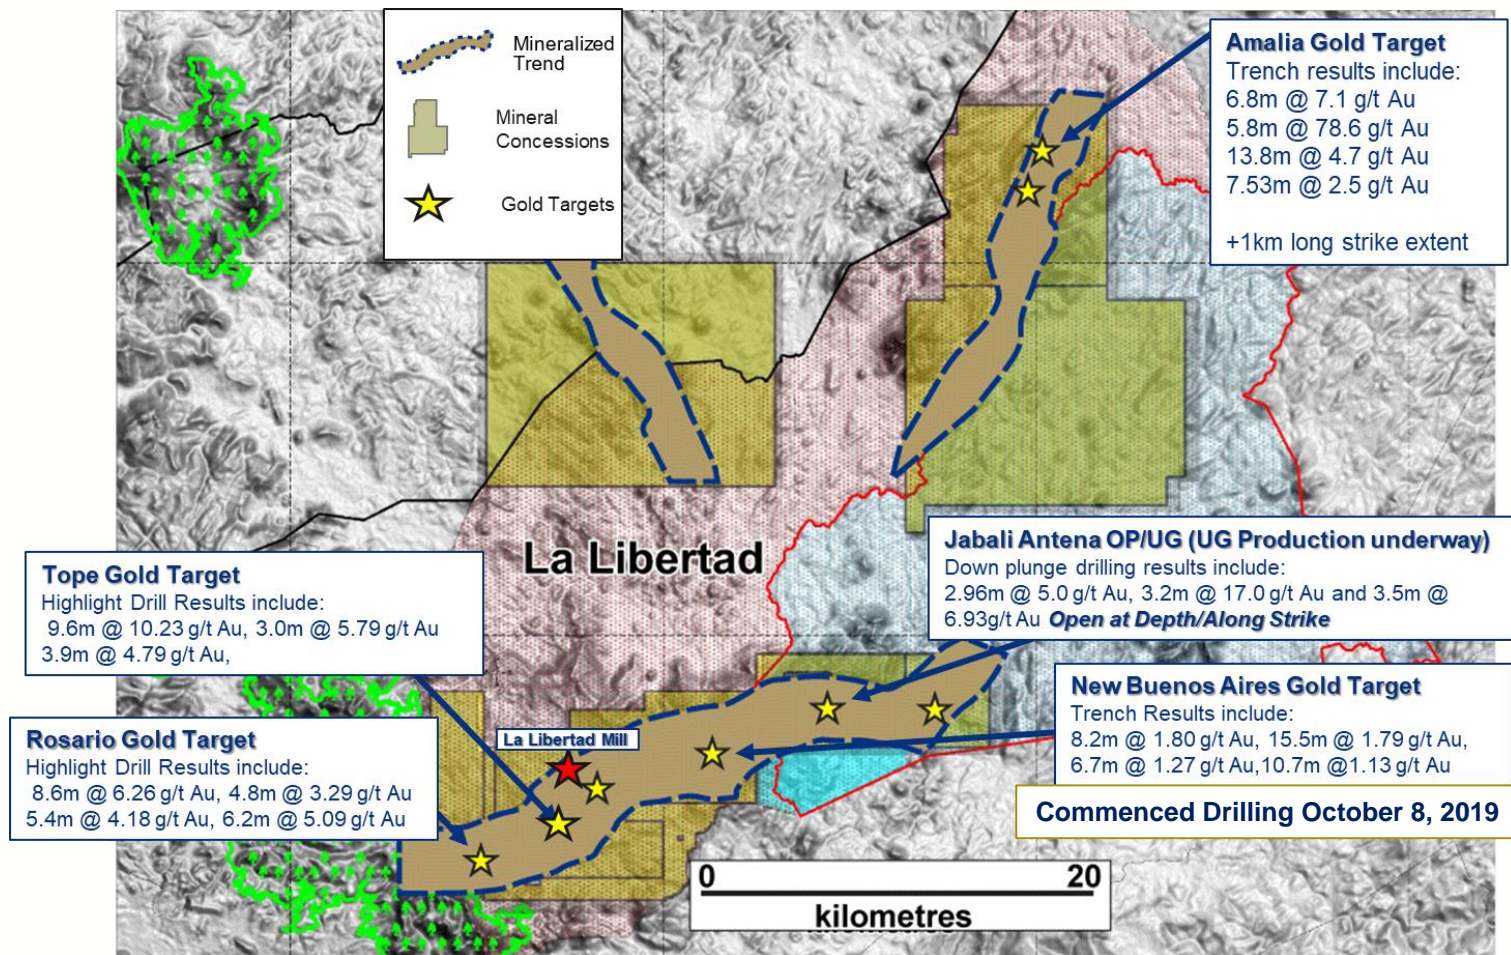 Mineralized
Trend
Mineral
Concessions
Gold Targets
Amalia Gold Target
Trench results include:
6.8m @ 7.1 g/t Au
5.8m @ 78.6 g/t Au
13.8m @ 4.7 g/t Au
7.53m @ 2.5 g/t Au
+1km long strike extent
La Libertad
Jabali Antena OP/UG (UG Production underway)
Down plunge drilling results include:
2.96m @ 5.0 g/t Au, 3.2m @ 17.0 g/t Au and 3.5m @
6.93g/t Au Open at Depth/Along Strike
Tope Gold Target
Highlight Drill Results include:
9.6m @ 10.23 g/t Au, 3.0m @ 5.79 g/t Au
3.9m @ 4.79 g/t Au,
New Buenos Aires Gold Target
Trench Results include:
8.2m @ 1.80 g/t Au, 15.5m @ 1.79 g/t Au,
6.7m @ 1.27 g/t Au,10.7m @1.13 g/t Au
La Libertad Mill
Rosario Gold Target
Highlight Drill Results include:
8.6m @ 6.26 g/t Au, 4.8m @ 3.29 g/t Au
5.4m @ 4.18 g/t Au, 6.2m @ 5.09 g/t Au
Commenced Drilling October 8, 2019
0 20
kilometres